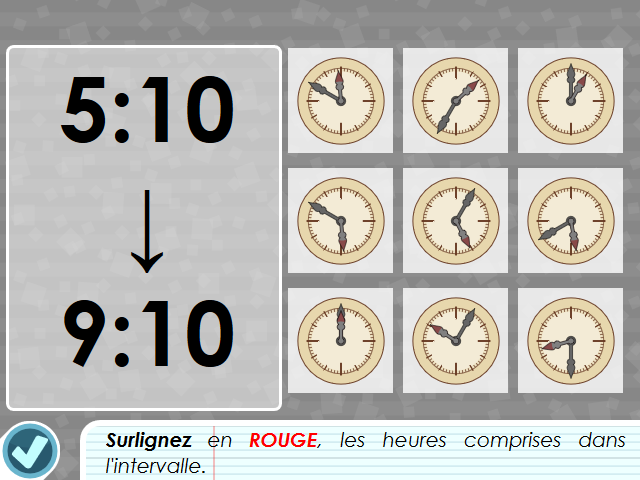 5:10
↓
9:10
Surlignez en ROUGE, les heures comprises dans
l'intervalle.